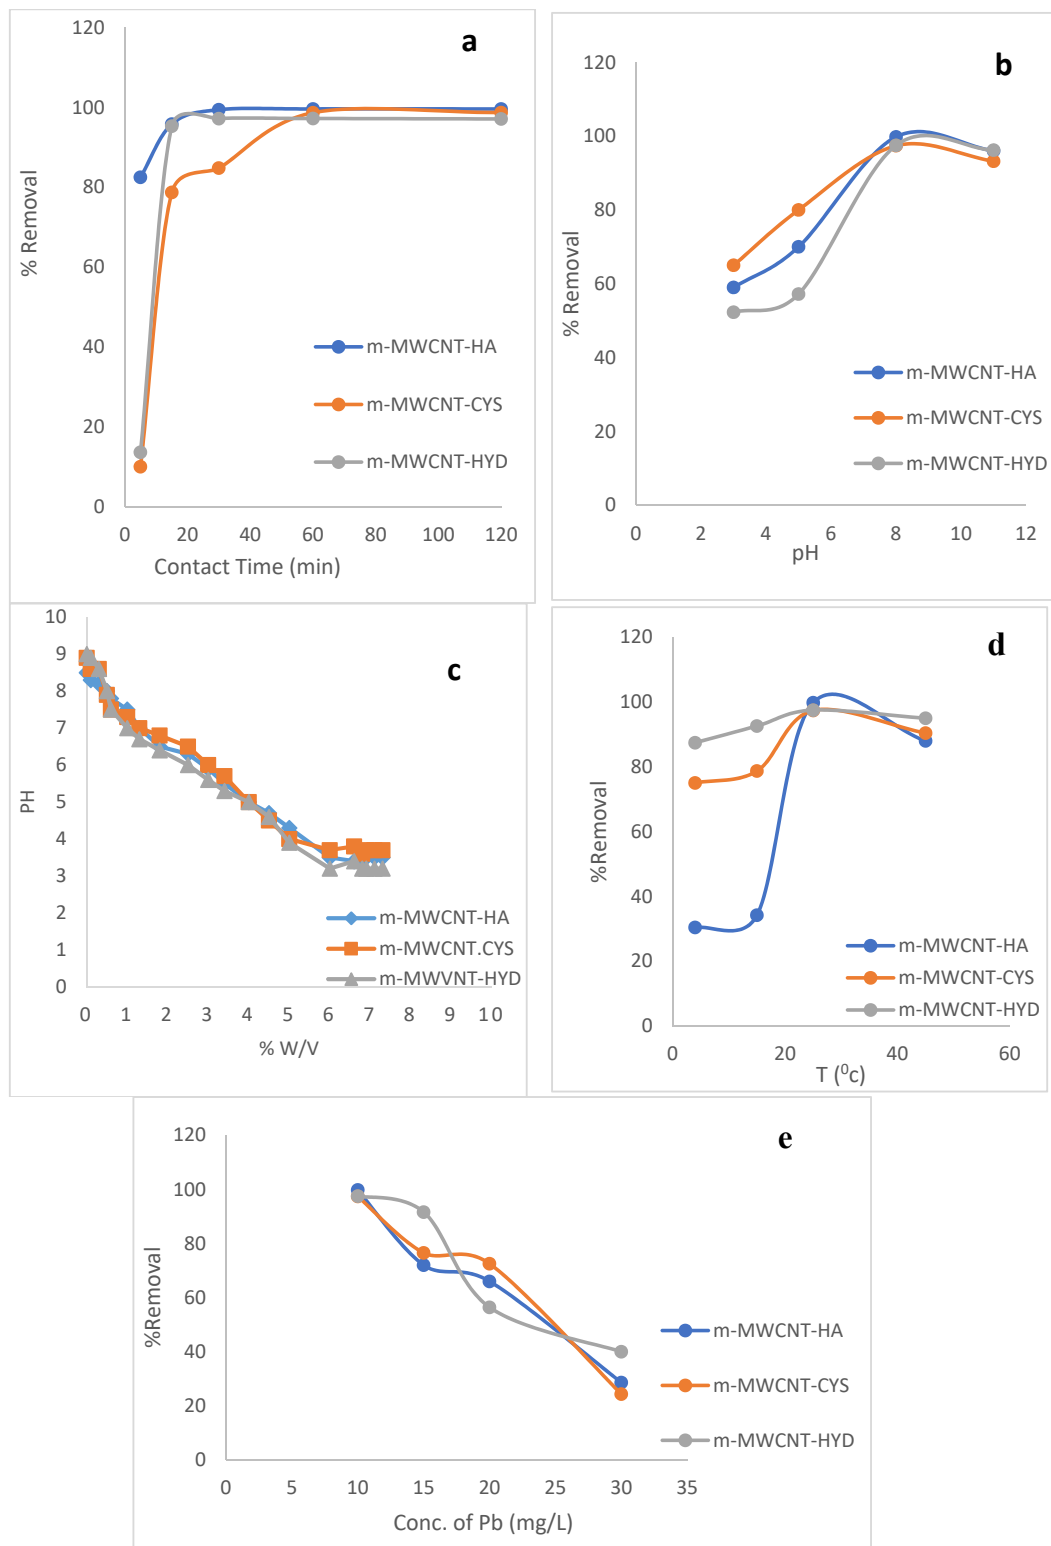 a
120
100
80
60
40
20
0
% Removal
m-MWCNT-HA
m-MWCNT-CYS
m-MWCNT-HYD
0 20 40 60 80 100 120
Contact Time (min)
b
120
100
80
60
40
20
0
% Removal
m-MWCNT-HA
m-MWCNT-CYS
m-MWCNT-HYD
0 2 4 6 8 10 12
pH
c
10
9
8
7
6
5
4
3
2
1
0
PH
m-MWCNT-HA
m-MWCNT.CYS
m-MWVNT-HYD
0 1 2 3 4 5 6 7 8 9 10
% W/V
d
120
100
80
60
40
20
0
%Removal
m-MWCNT-HA
m-MWCNT-CYS
m-MWCNT-HYD
0 20 40 60
T (⁰c)
e
120
100
80
60
40
20
0
%Removal
m-MWCNT-HA
m-MWCNT-CYS
m-MWCNT-HYD
0 5 10 15 20 25 30 35
Conc. of Pb (mg/L)